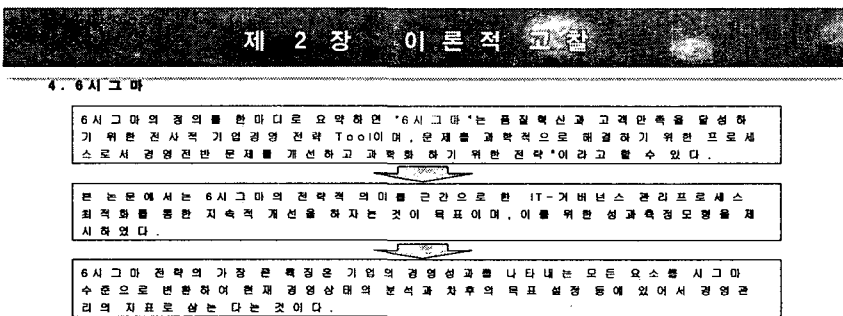 제 2 장 이론적 고찰
4. 6시그마
6시그마의 정의를 한마디로 요약하면 "6시그마"는 품질혁신과 고객만족을 달성하
기 위한 전사적 기업경영 전략 Tool이며, 문제를 과학적으로 해결하기 위한 프로세
스로서 경영전반 문제를 개선하고 과학화 하기 위한 전략"이라고 할 수 있다.
본 논문에서는 6시그마의 전략적 의미를 근간으로 한 IT-거버넌스 관리프로세스
최적화를 통한 지속적 개선을 하자는 것이 목표이며, 이를 위한 성과측정모형을 제
시하였다.
6시그마 전략의 가장 큰 특징은 기업의 경영성과를 나타내는 모든 요소를 시그마
수준으로 변환하여 현재 경영상태의 분석과 차후의 목표 설정 등에 있어서 경영관
리의 지표로 삼는 다는 것이다.